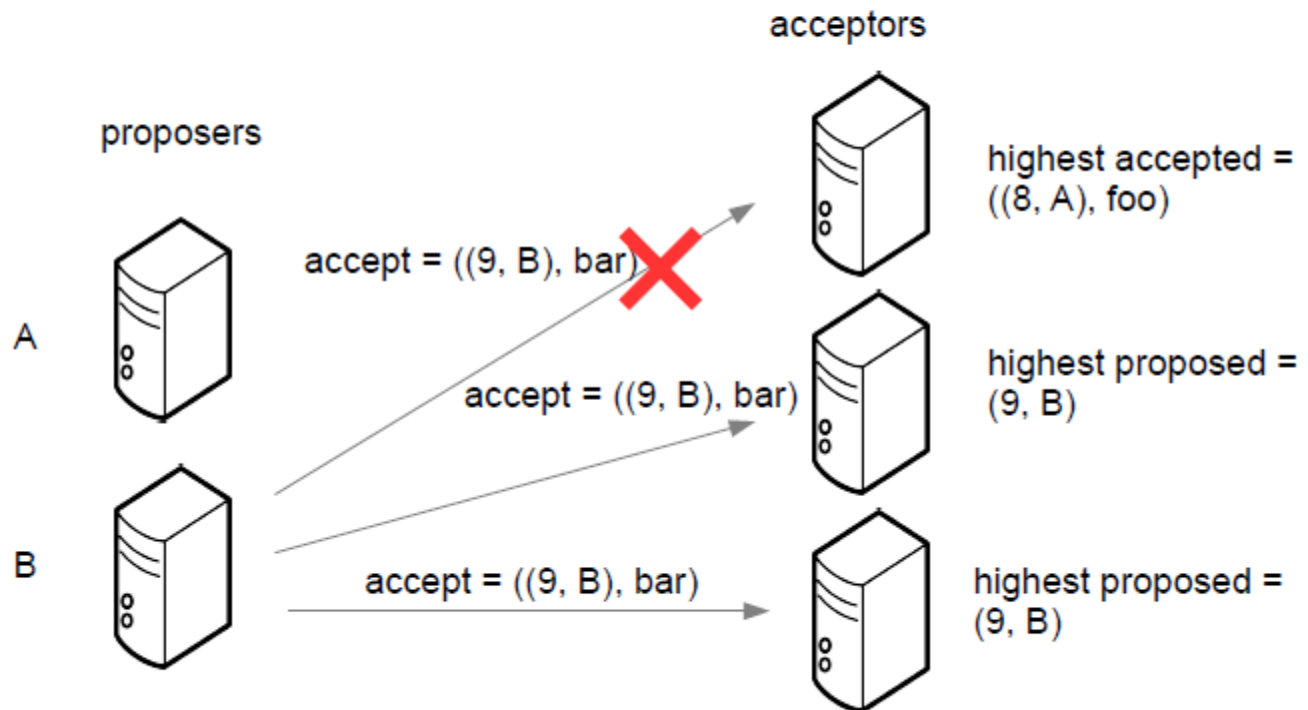 acceptors
proposers
highest accepted =
((8, A), foo)
accept = ((9, B), bar)
A
highest proposed =
(9, B)
accept = ((9, B), bar)
B
accept = ((9, B), bar)
highest proposed =
(9, B)